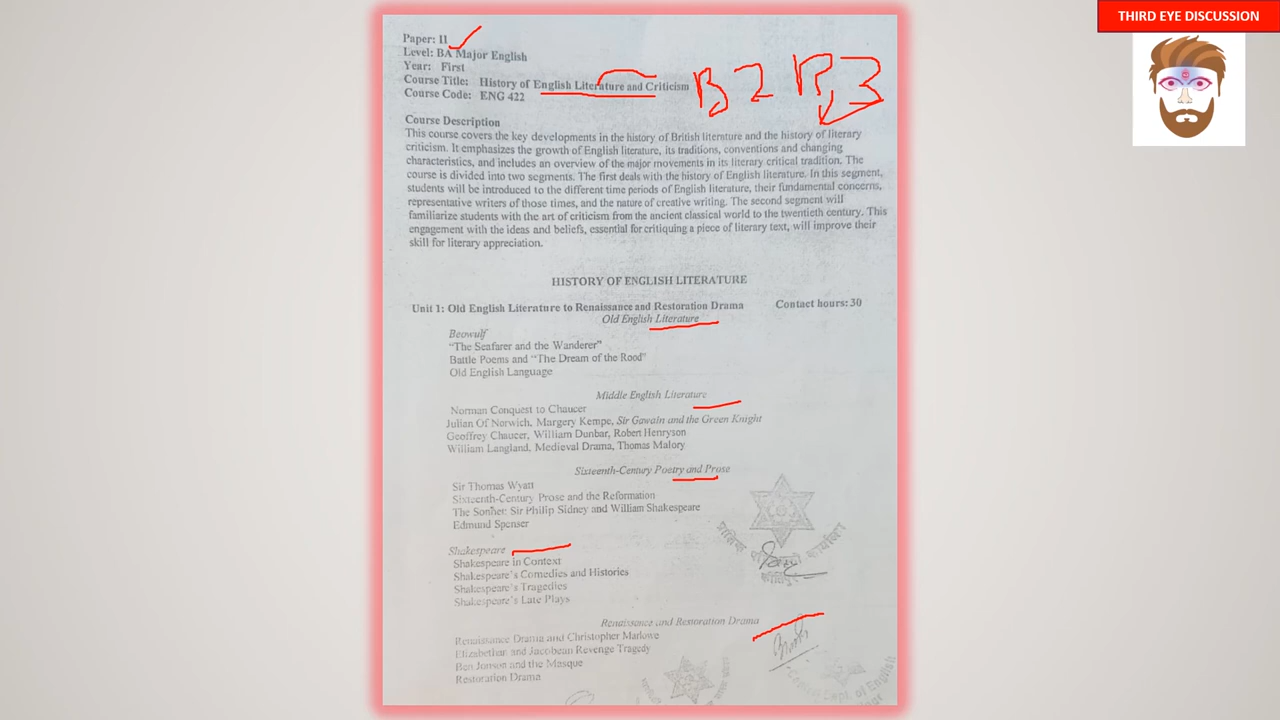 THIRD EYE DISCUSSION
Paper: II
Level: BA Major English
Year: First
Course Title: History of English Literature and Criticism
Course Code: ENG 422
Course Description
This course covers the key developments in the history of British literature and the history of literary
criticism. It emphasizes the growth of English literature, its traditions, conventions and changing
characteristics, and includes an overview of the major movements in its literary critical tradition. The
course is divided into two segments. The first deals with the history of English literature. In this segment,
students will be introduced to the different time periods of English literature, their fundamental concerns,
representative writers of those times, and the nature of creative writing. The second segment will
familiarize students with the art of criticism from the ancient classical world to the twentieth century. This
engagement with the ideas and beliefs, essential for critiquing a piece of literary text, will improve their
skill for literary appreciation.
HISTORY OF ENGLISH LITERATURE
Unit 1: Old English Literature to Renaissance and Restoration Drama Contact hours: 30
Old English Literature
Beowulf
"The Seafarer and the Wanderer"
Battle Poems and "The Dream of the Rood"
Old English Language
Middle English Literature
Norman Conquest to Chaucer
Julian Of Norwich, Margery Kempe, Sir Gawain and the Green Knight
Geoffrey Chaucer, William Dunbar, Robert Henryson
William Langland, Medieval Drama, Thomas Malory
Sixteenth-Century Poetry and Prose
Sir Thomas Wyatt
Sixteenth-Century Prose and the Reformation
The Sonnet: Sir Philip Sidney and William Shakespeare
Edmund Spenser
Shakespeare
Shakespeare in Context
Shakespeare's Comedies and Histories
Shakespeare's Tragedies
Shakespeare's Late Plays
Renaissance and Restoration Drama
Renaissance Drama and Christopher Marlowe
Elizabethan and Jacobean Revenge Tragedy
Ben Jonson and the Masque
Restoration Drama